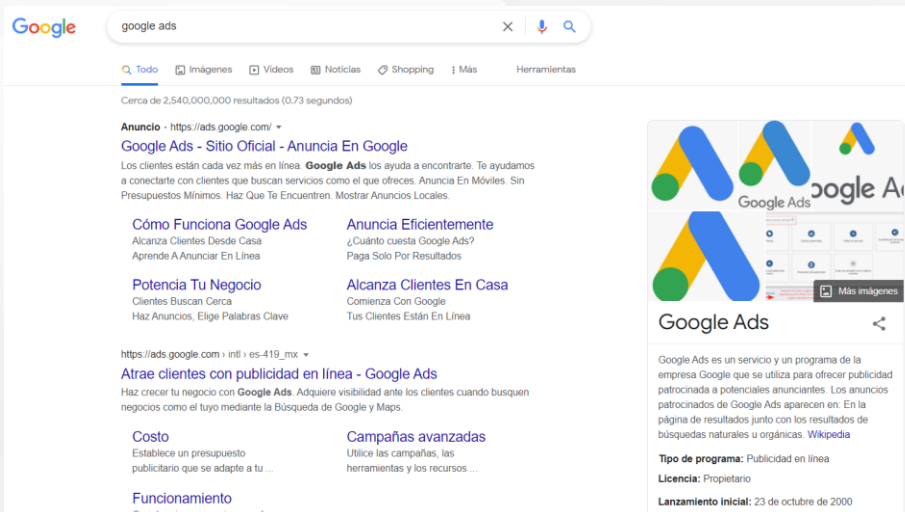 Google
google ads
Todo
Imágenes
Videos
Noticias
Shopping
Más
Herramientas
Cerca de 2,540,000,000 resultados (0.73 segundos)
Anuncio · https://ads.google.com/
Google Ads - Sitio Oficial - Anuncia En Google
Los clientes están cada vez más en línea. Google Ads los ayuda a encontrarte. Te ayudamos
a conectarte con clientes que buscan servicios como el que ofreces. Anuncia En Móviles. Sin
Presupuestos Mínimos. Haz Que Te Encuentren. Mostrar Anuncios Locales.
Cómo Funciona Google Ads
Alcanza Clientes Desde Casa
Aprende A Anunciar En Línea
Anuncia Eficientemente
¿Cuánto cuesta Google Ads?
Paga Solo Por Resultados
Potencia Tu Negocio
Clientes Buscan Cerca
Haz Anuncios, Elige Palabras Clave
Alcanza Clientes En Casa
Comienza Con Google
Tus Clientes Están En Línea
https://ads.google.com › intl › es-419_mx
Atrae clientes con publicidad en línea - Google Ads
Haz crecer tu negocio con Google Ads. Adquiere visibilidad ante los clientes cuando busquen
negocios como el tuyo mediante la Búsqueda de Google y Maps.
Costo
Establece un presupuesto
publicitario que se adapte a tu ...
Campañas avanzadas
Utilice las campañas, las
herramientas y los recursos ...
Funcionamiento
Google Ads
oogle A
Más imágenes
Google Ads
Google Ads es un servicio y un programa de la
empresa Google que se utiliza para ofrecer publicidad
patrocinada a potenciales anunciantes. Los anuncios
patrocinados de Google Ads aparecen en: En la
página de resultados junto con los resultados de
búsquedas naturales u orgánicas. Wikipedia
Tipo de programa: Publicidad en línea
Licencia: Propietario
Lanzamiento inicial: 23 de octubre de 2000